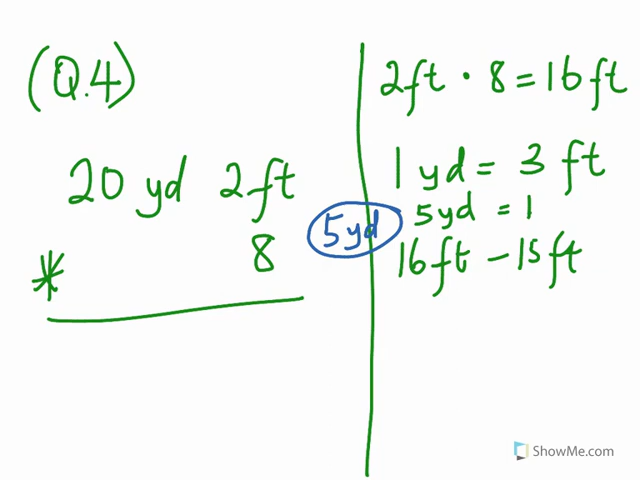 (Q.4)
20 yd 2ft
* 8
5yd
2ft · 8 = 16ft
1 yd = 3 ft
5yd = 1
16ft - 15ft
ShowMe.com